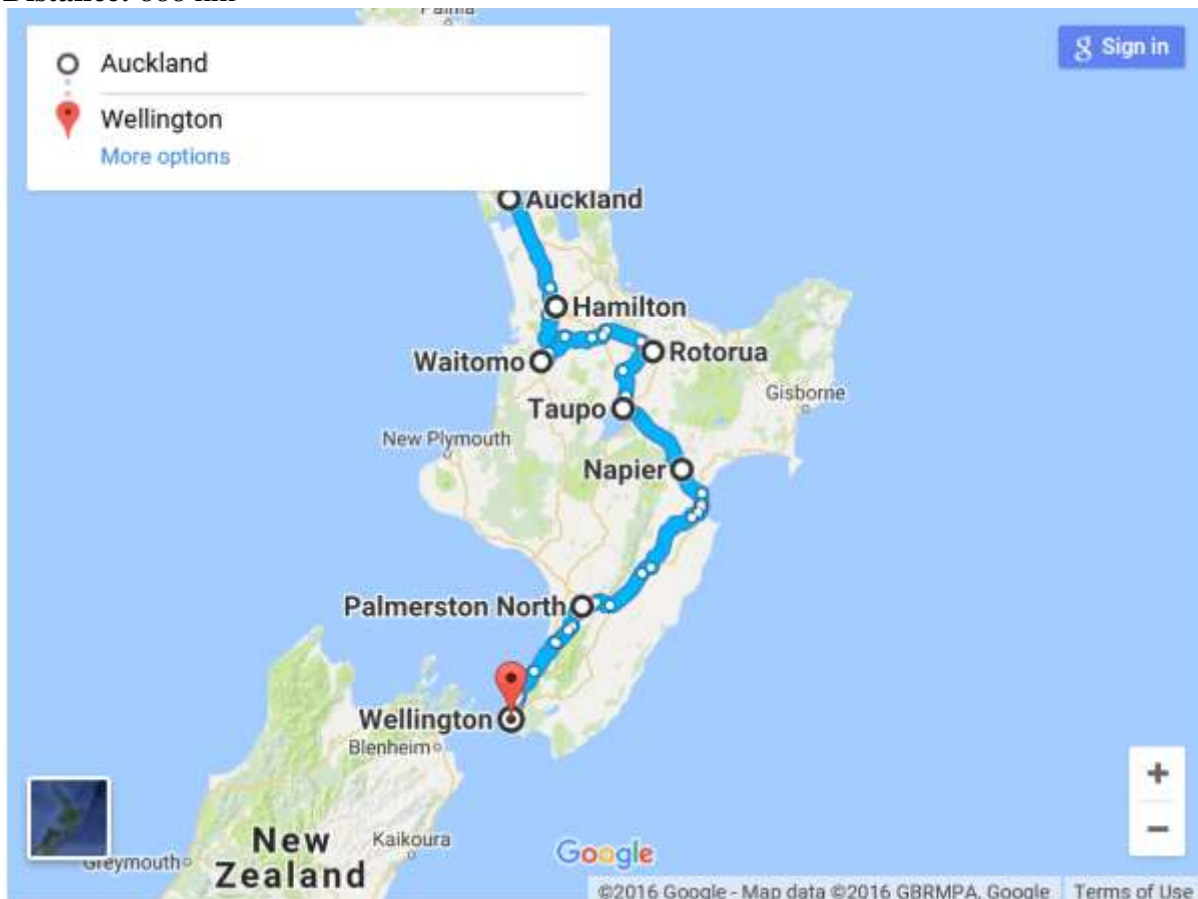 Auckland
Sign in
Wellington
More options
Auckland
Hamilton
Waitomo
Rotorua
Taupo
Gisborne
New Plymouth
Napier
Palmerston North
Wellington
Blenheim
New
Zealand
Kaikoura
Greymouth
Google
©2016 Google - Map data ©2016 GBRMPA, Google
Terms of Use